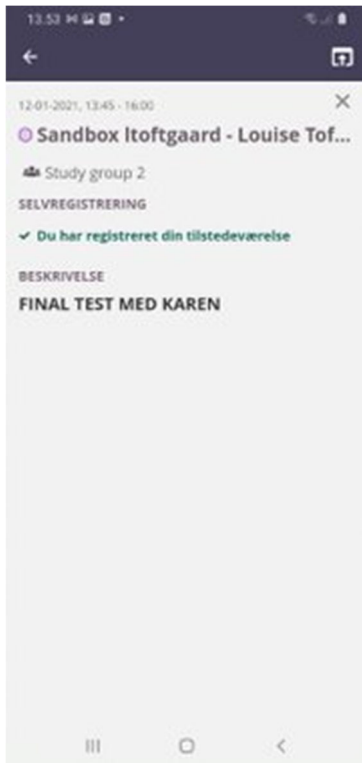 13.53
12-01-2021, 13:45 - 16:00
Sandbox ltoftgaard - Louise Tof...
Study group 2
SELVREGISTRERING
Du har registreret din tilstedeværelse
BESKRIVELSE
FINAL TEST MED KAREN